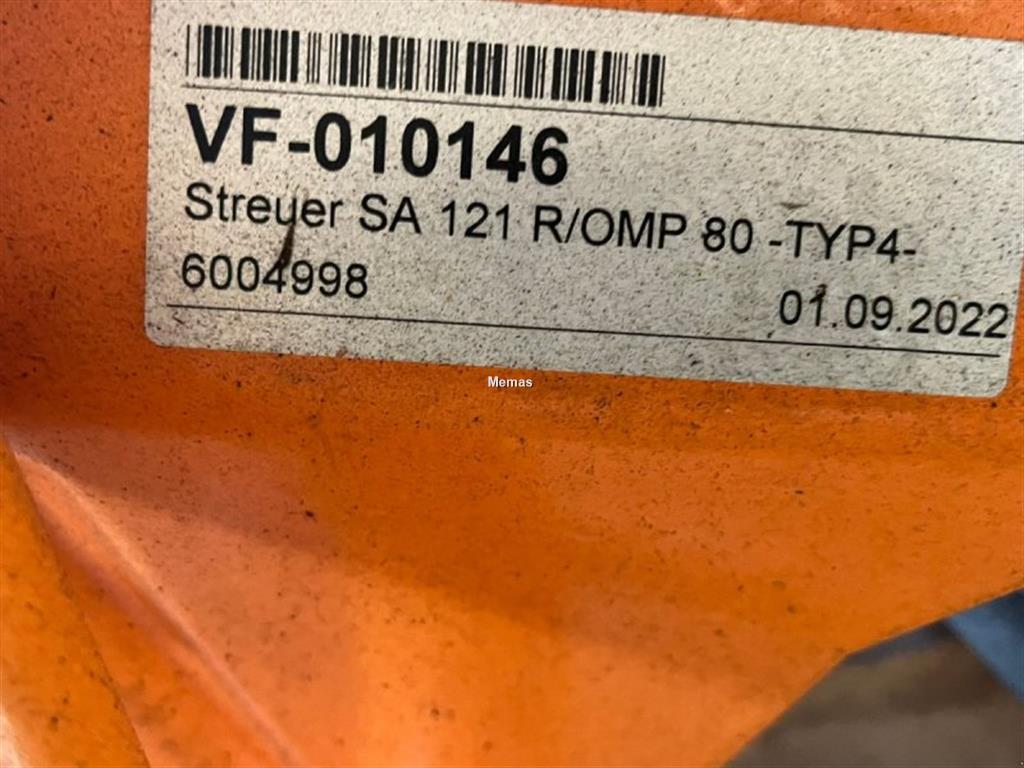 VF-010146
Streuer SA 121 R/OMP 80 -TYP4-
6004998
01.09.2022
Memas